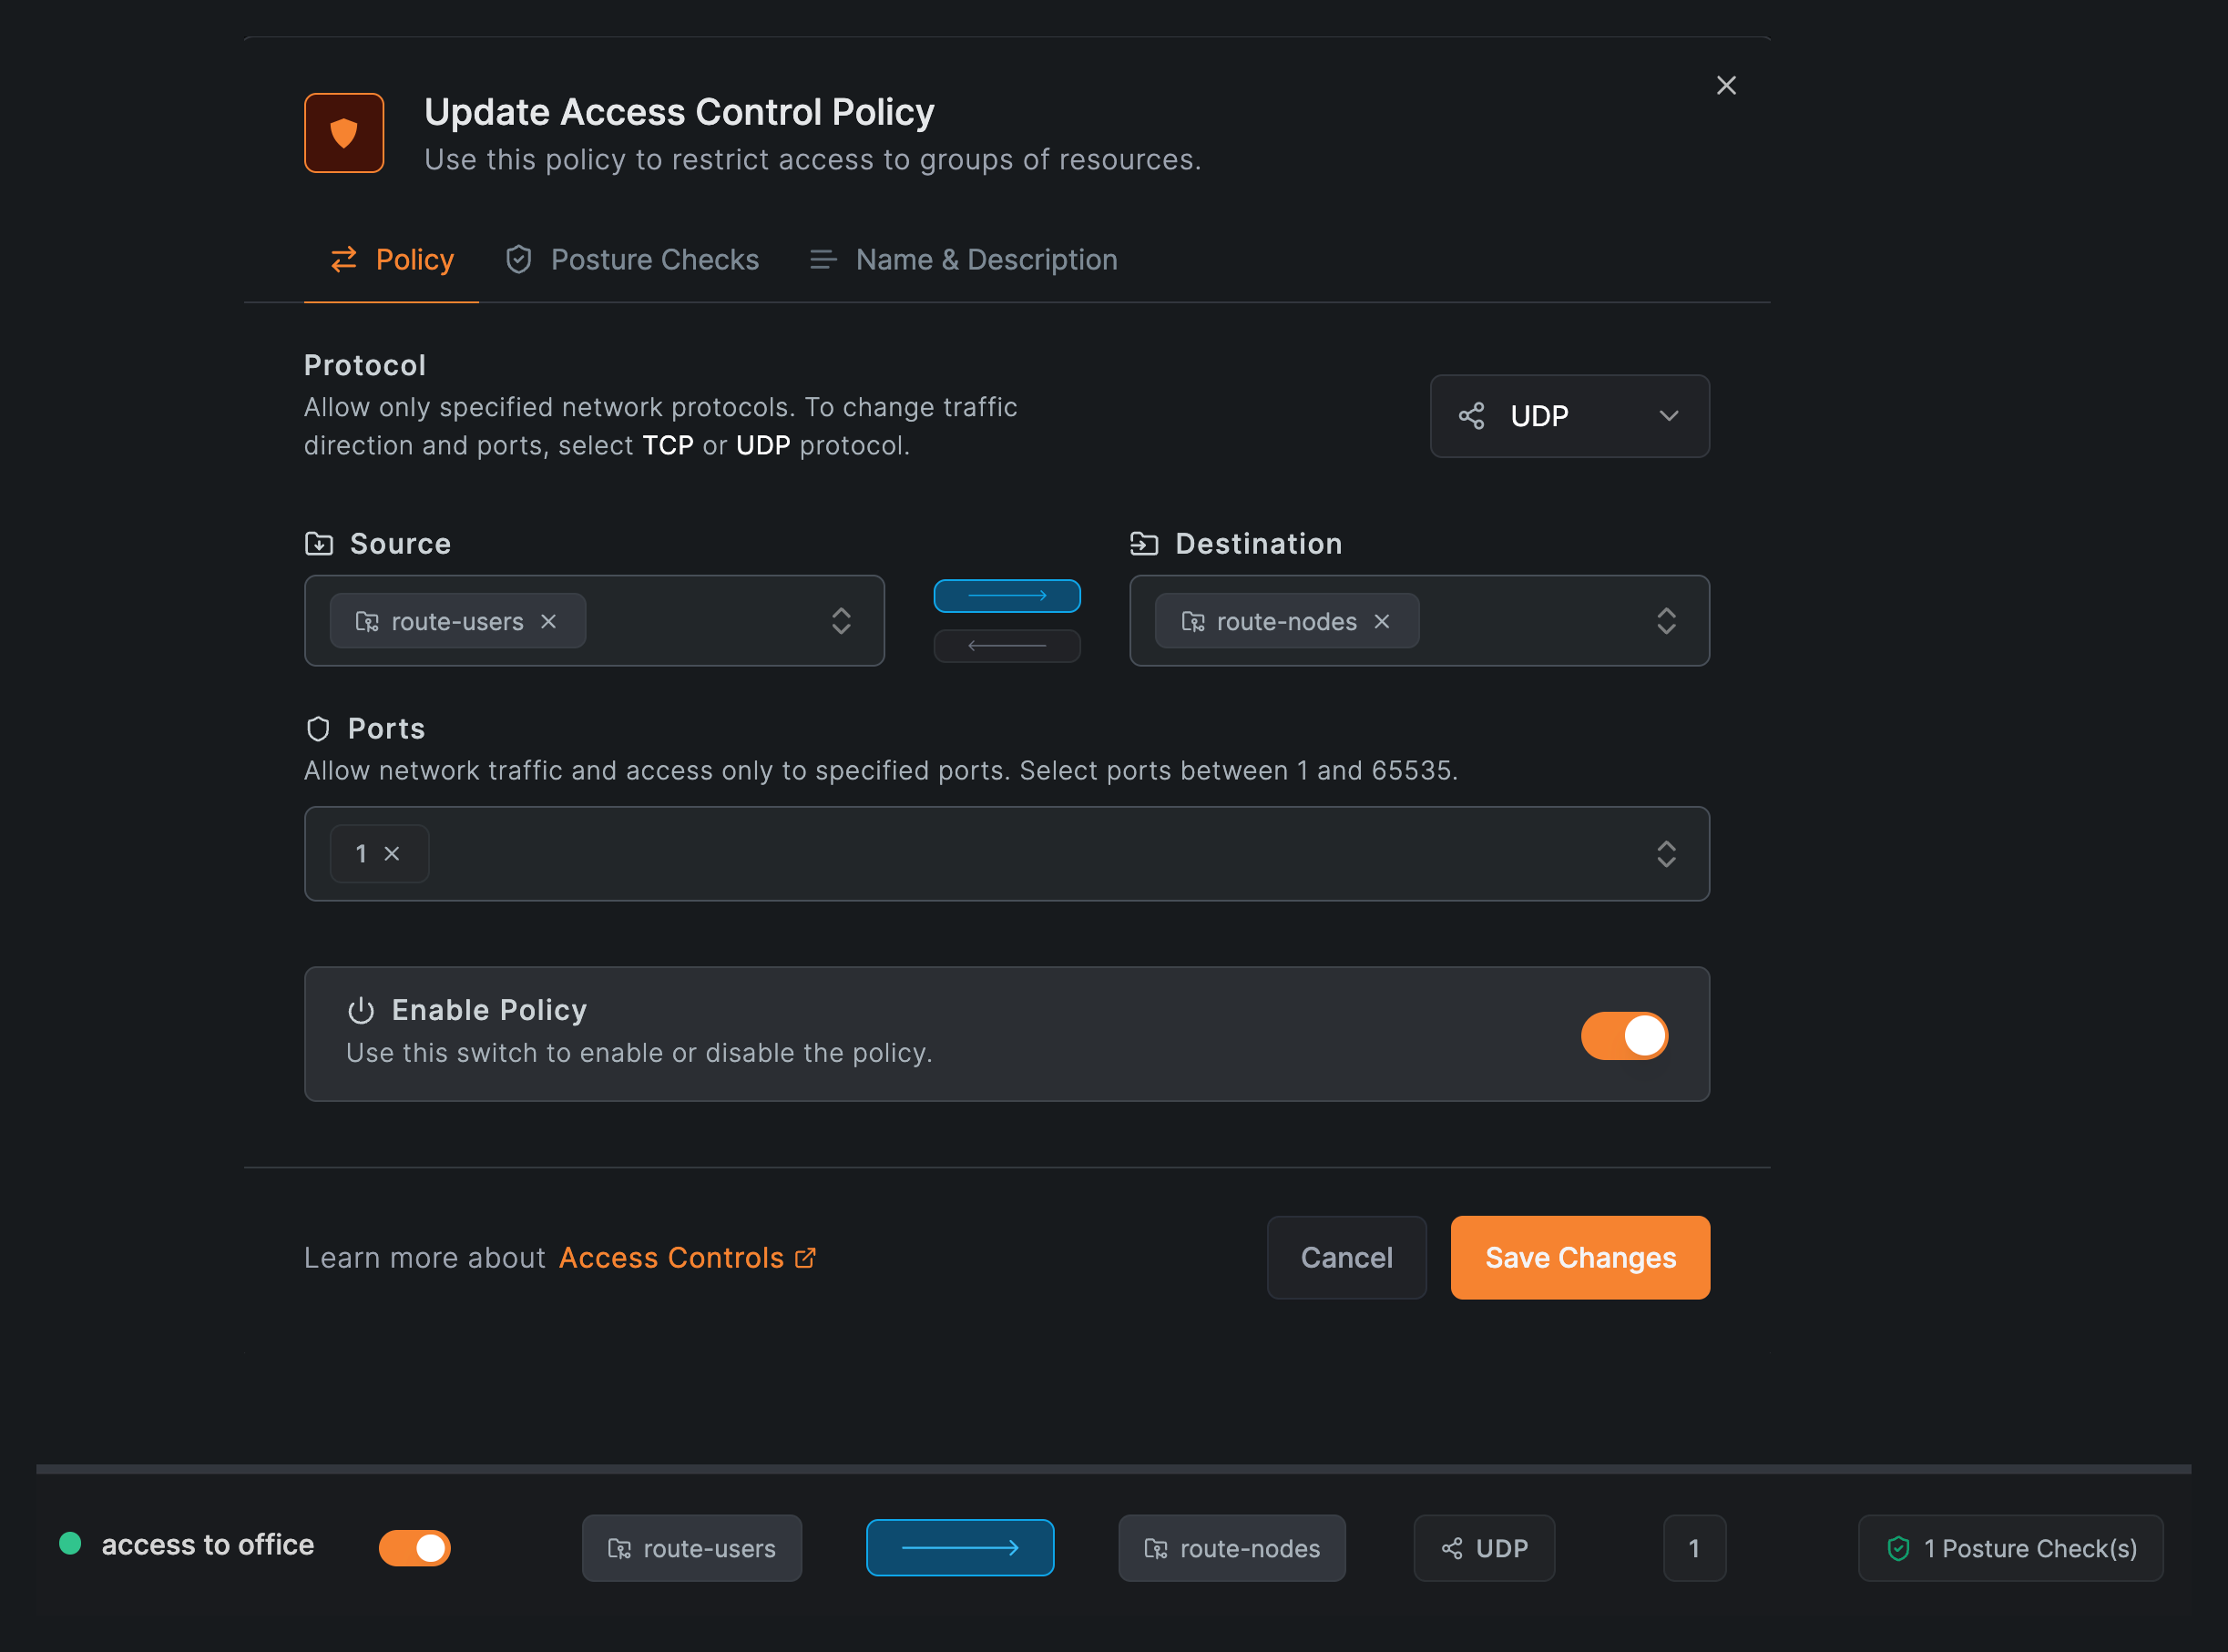 Update Access Control Policy
Use this policy to restrict access to groups of resources.
Policy
Posture Checks
Name & Description
Protocol
Allow only specified network protocols. To change traffic
direction and ports, select TCP or UDP protocol.
UDP
Source
Destination
route-users
route-nodes
Ports
Allow network traffic and access only to specified ports. Select ports between 1 and 65535.
1
Enable Policy
Use this switch to enable or disable the policy.
Learn more about Access Controls
Cancel
Save Changes
access to office
route-users
route-nodes
UDP
1
1 Posture Check(s)